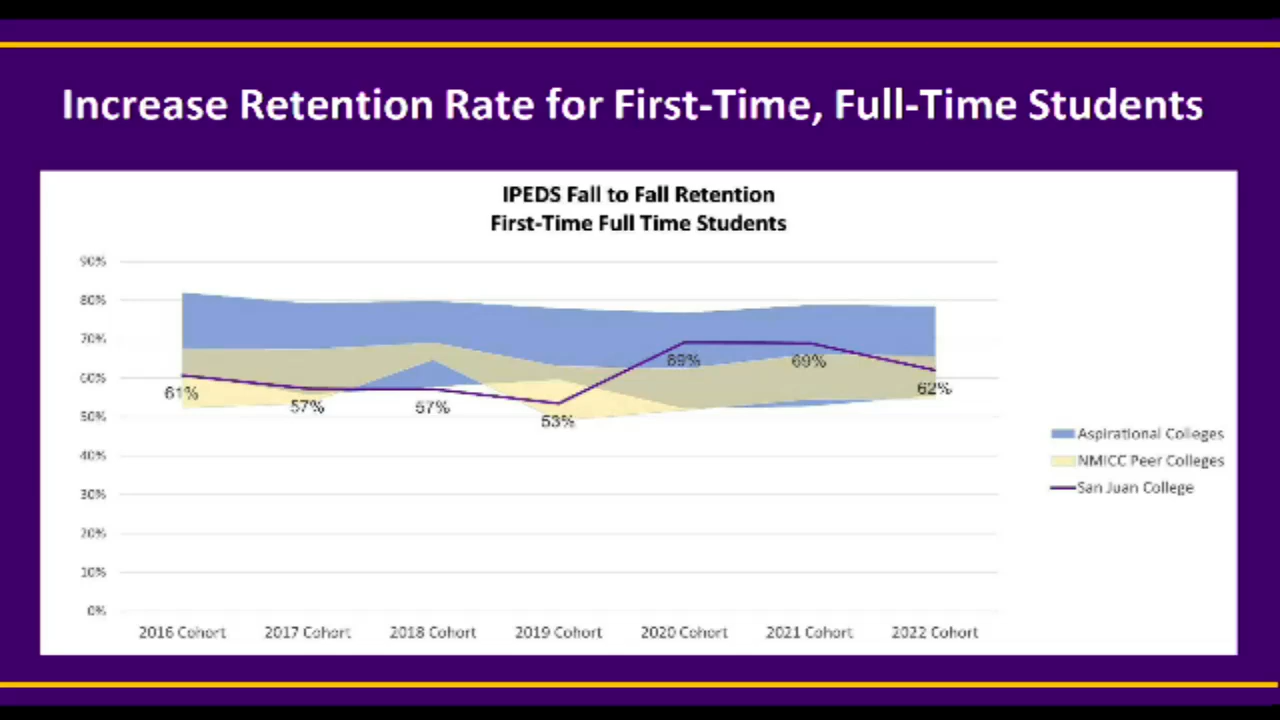 Increase Retention Rate for First-Time, Full-Time Students
IPEDS Fall to Fall Retention
First-Time Full Time Students
90%
80%
70%
60%
50%
40%
30%
20%
10%
0%
61%
57%
57%
53%
69%
69%
62%
2016 Cohort
2017 Cohort
2018 Cohort
2019 Cohort
2020 Cohort
2021 Cohort
2022 Cohort
Aspirational Colleges
NMICC Peer Colleges
San Juan College